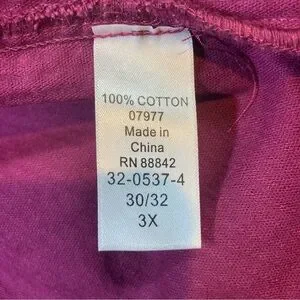 100% COTTON
07977
Made in
China
RN 88842
32-0537-4
30/32
3X